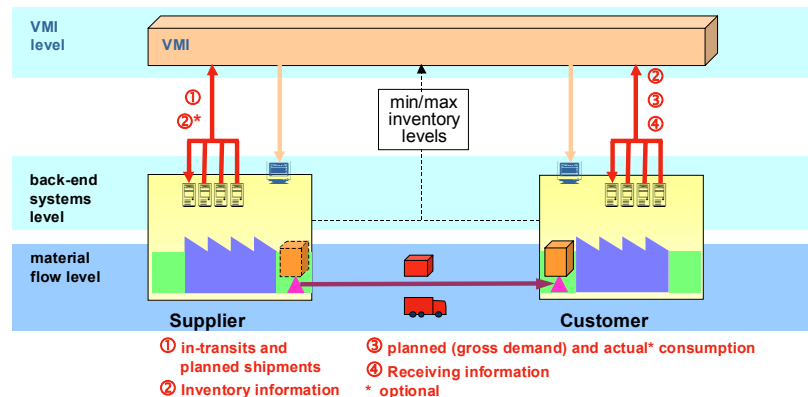 VMI
level
VMI
①
②*
min/max
inventory
levels
②
③
④
back-end
systems
level
material
flow level
Supplier
Customer
① in-transits and
planned shipments
② Inventory information
③ planned (gross demand) and actual* consumption
④ Receiving information
* optional